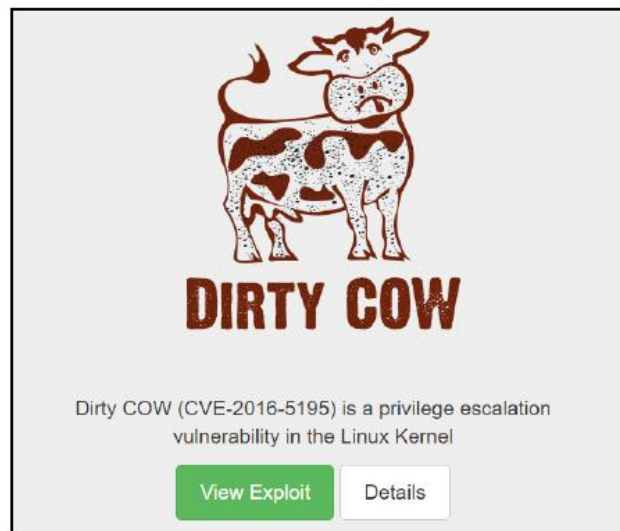 DIRTY COW
Dirty COW (CVE-2016-5195) is a privilege escalation
vulnerability in the Linux Kernel
View Exploit Details